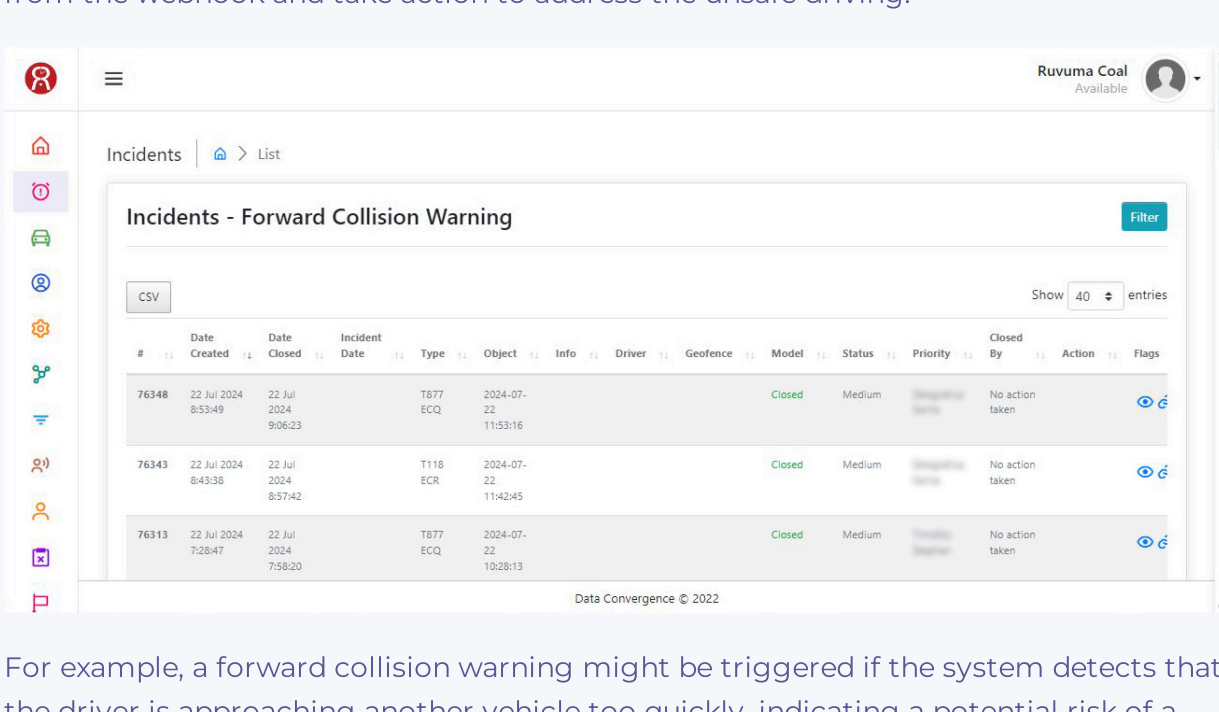 from the webhook and take action to address the unsafe driving.
Ruvuma Coal
Available
Incidents
List
Incidents - Forward Collision Warning
Filter
CSV
Show 40 entries
# Date Created Date Closed Incident Date Type Object Info Driver Geofence Model Status Priority Closed By Action Flags
76348 22 Jul 2024 8:53:49 22 Jul 2024 9:06:23 T877 ECQ 2024-07-22 11:53:16 Closed Medium No action taken
76343 22 Jul 2024 8:43:38 22 Jul 2024 8:57:42 T118 ECR 2024-07-22 11:42:45 Closed Medium No action taken
76313 22 Jul 2024 7:28:47 22 Jul 2024 7:58:20 T877 ECQ 2024-07-22 10:28:13 Closed Medium No action taken
Data Convergence © 2022
For example, a forward collision warning might be triggered if the system detects that
the driver is approaching another vehicle too quickly, indicating a potential risk of a